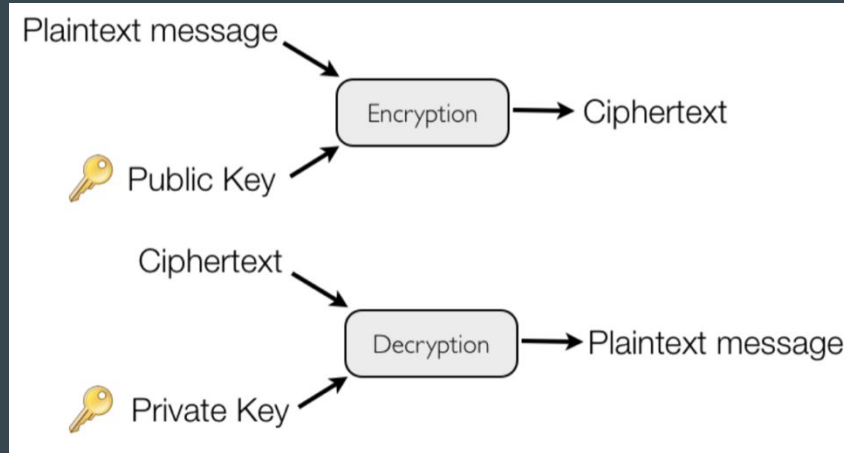 Plaintext message
Encryption
Ciphertext
Public Key
Ciphertext
Decryption
Plaintext message
Private Key